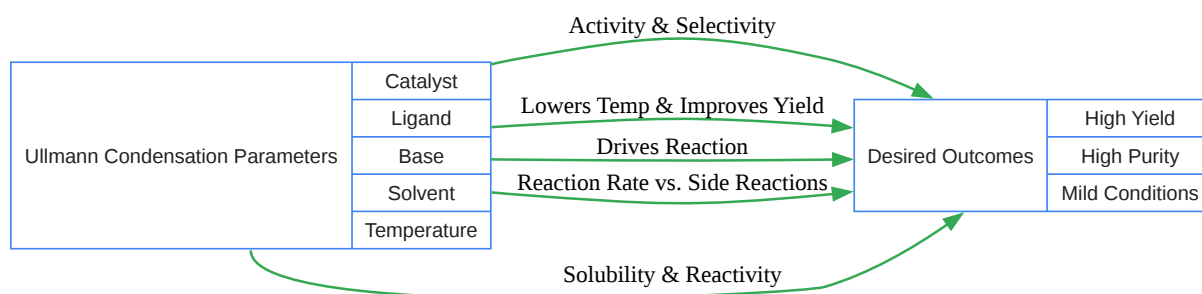 Activity & Selectivity
Ullmann Condensation Parameters
Catalyst
Ligand
Base
Solvent
Temperature
Lowers Temp & Improves Yield
Drives Reaction
Reaction Rate vs. Side Reactions
Solubility & Reactivity
Desired Outcomes
High Yield
High Purity
Mild Conditions